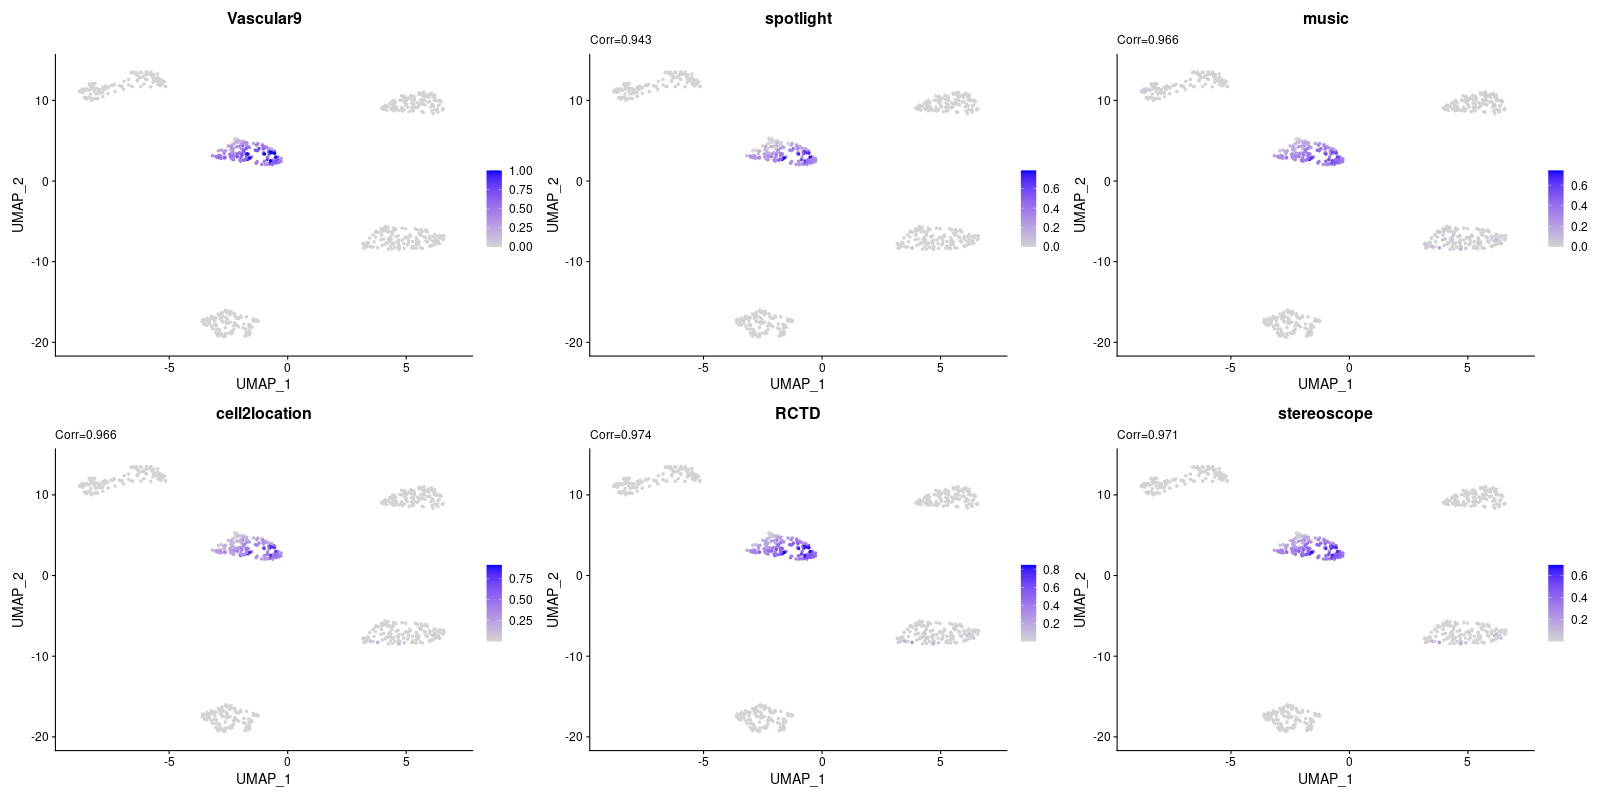 Vascular9
10
0
-10
-20
UMAP_2
-5
0
5
UMAP_1
1.00
0.75
0.50
0.25
0.00
spotlight
Corr=0.943
10
0
-10
-20
UMAP_2
-5
0
5
UMAP_1
0.6
0.4
0.2
0.0
music
Corr=0.966
10
0
-10
-20
UMAP_2
-5
0
5
UMAP_1
0.6
0.4
0.2
0.0
cell2location
Corr=0.966
10
0
-10
-20
UMAP_2
-5
0
5
UMAP_1
0.75
0.50
0.25
RCTD
Corr=0.974
10
0
-10
-20
UMAP_2
-5
0
5
UMAP_1
0.8
0.6
0.4
0.2
stereoscope
Corr=0.971
10
0
-10
-20
UMAP_2
-5
0
5
UMAP_1
0.6
0.4
0.2